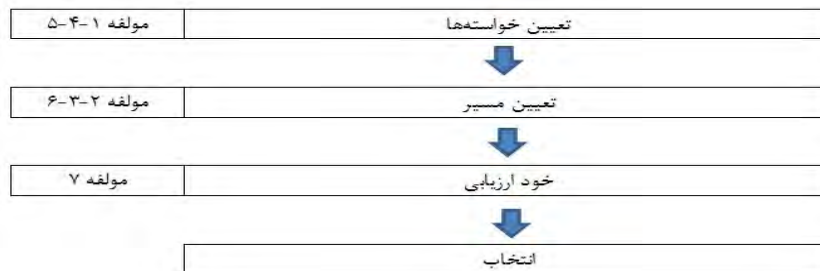 تعیین خواسته‌ها مولفه ۱-۴-۵
تعیین مسیر مولفه ۲-۳-۶
خود ارزیابی مولفه ۷
انتخاب